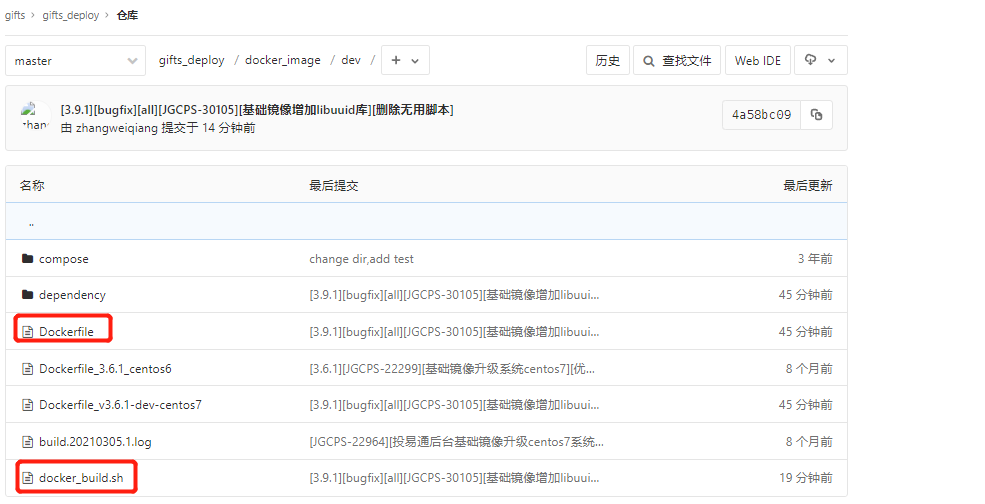 gifts › gifts_deploy › 仓库
master gifts_deploy / docker_image / dev / + 历史 查找文件 Web IDE
[3.9.1][bugfix][all][JGCPS-30105][基础镜像增加libuuid库][删除无用脚本]
zhan
由 zhangweiqiang 提交于 14 分钟前
4a58bc09
名称 最后提交 最后更新
..
compose change dir,add test 3 年前
dependency [3.9.1][bugfix][all][JGCPS-30105][基础镜像增加libuui... 45 分钟前
Dockerfile [3.9.1][bugfix][all][JGCPS-30105][基础镜像增加libuui... 45 分钟前
Dockerfile_3.6.1_centos6 [3.6.1][JGCPS-22299][基础镜像升级系统centos7][优... 8 个月前
Dockerfile_v3.6.1-dev-centos7 [3.9.1][bugfix][all][JGCPS-30105][基础镜像增加libuui... 45 分钟前
build.20210305.1.log [JGCPS-22964][投易通后台基础镜像升级centos7系统... 8 个月前
docker_build.sh [3.9.1][bugfix][all][JGCPS-30105][基础镜像增加libuui... 19 分钟前